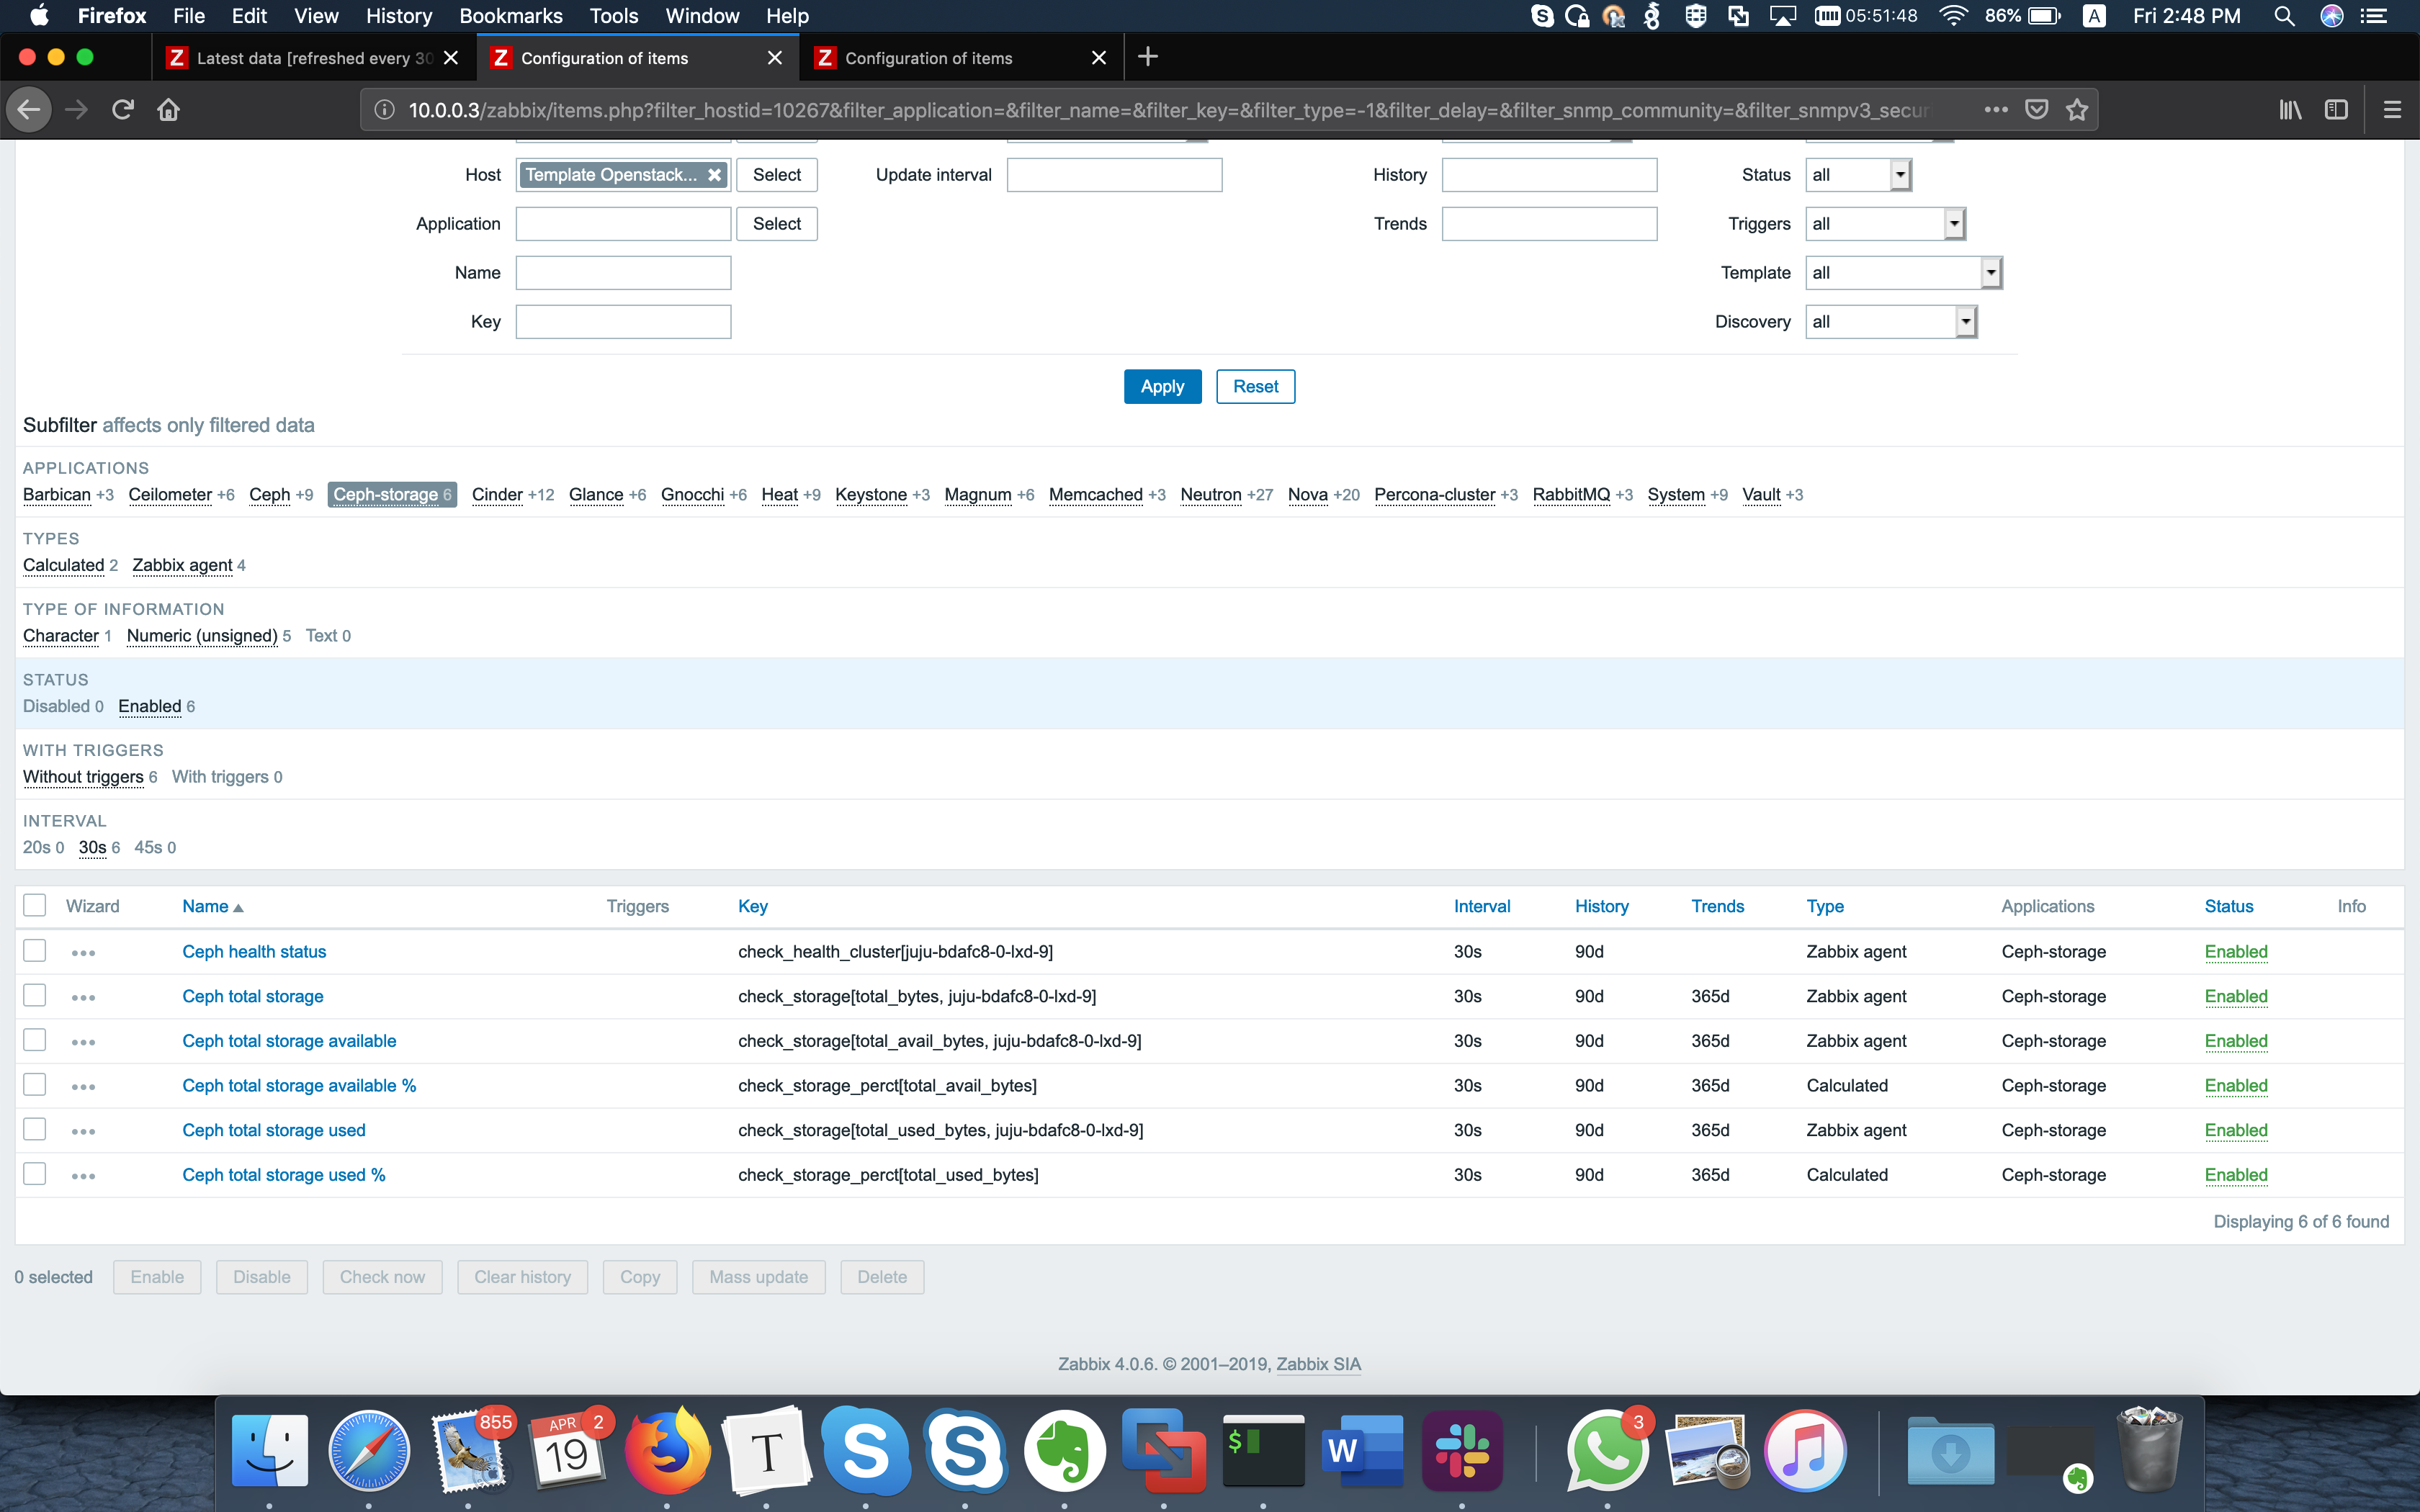 Firefox File Edit View History Bookmarks Tools Window Help 05:51:48 86% A Fri 2:48 PM
Z Latest data [refreshed every 30 Z Configuration of items Z Configuration of items
10.0.0.3/zabbix/items.php?filter_hostid=10267&filter_application=&filter_name=&filter_key=&filter_type=-1&filter_delay=&filter_snmp_community=&filter_snmpv3_secur
Host Template Openstack... Select Update interval History Status all
Application Select Trends Triggers all
Name Template all
Key Discovery all
Apply Reset
Subfilter affects only filtered data
APPLICATIONS
Barbican +3 Ceilometer +6 Ceph +9 Ceph-storage 6 Cinder +12 Glance +6 Gnocchi +6 Heat +9 Keystone +3 Magnum +6 Memcached +3 Neutron +27 Nova +20 Percona-cluster +3 RabbitMQ +3 System +9 Vault +3
TYPES
Calculated 2 Zabbix agent 4
TYPE OF INFORMATION
Character 1 Numeric (unsigned) 5 Text 0
STATUS
Disabled 0 Enabled 6
WITH TRIGGERS
Without triggers 6 With triggers 0
INTERVAL
20s 0 30s 6 45s 0
Wizard Name Triggers Key Interval History Trends Type Applications Status Info
Ceph health status check_health_cluster[juju-bdafc8-0-lxd-9] 30s 90d Zabbix agent Ceph-storage Enabled
Ceph total storage check_storage[total_bytes, juju-bdafc8-0-lxd-9] 30s 90d 365d Zabbix agent Ceph-storage Enabled
Ceph total storage available check_storage[total_avail_bytes, juju-bdafc8-0-lxd-9] 30s 90d 365d Zabbix agent Ceph-storage Enabled
Ceph total storage available % check_storage_perct[total_avail_bytes] 30s 90d 365d Calculated Ceph-storage Enabled
Ceph total storage used check_storage[total_used_bytes, juju-bdafc8-0-lxd-9] 30s 90d 365d Zabbix agent Ceph-storage Enabled
Ceph total storage used % check_storage_perct[total_used_bytes] 30s 90d 365d Calculated Ceph-storage Enabled
Displaying 6 of 6 found
0 selected Enable Disable Check now Clear history Copy Mass update Delete
Zabbix 4.0.6. © 2001–2019, Zabbix SIA
855 APR 2 3
19 T S S $ W